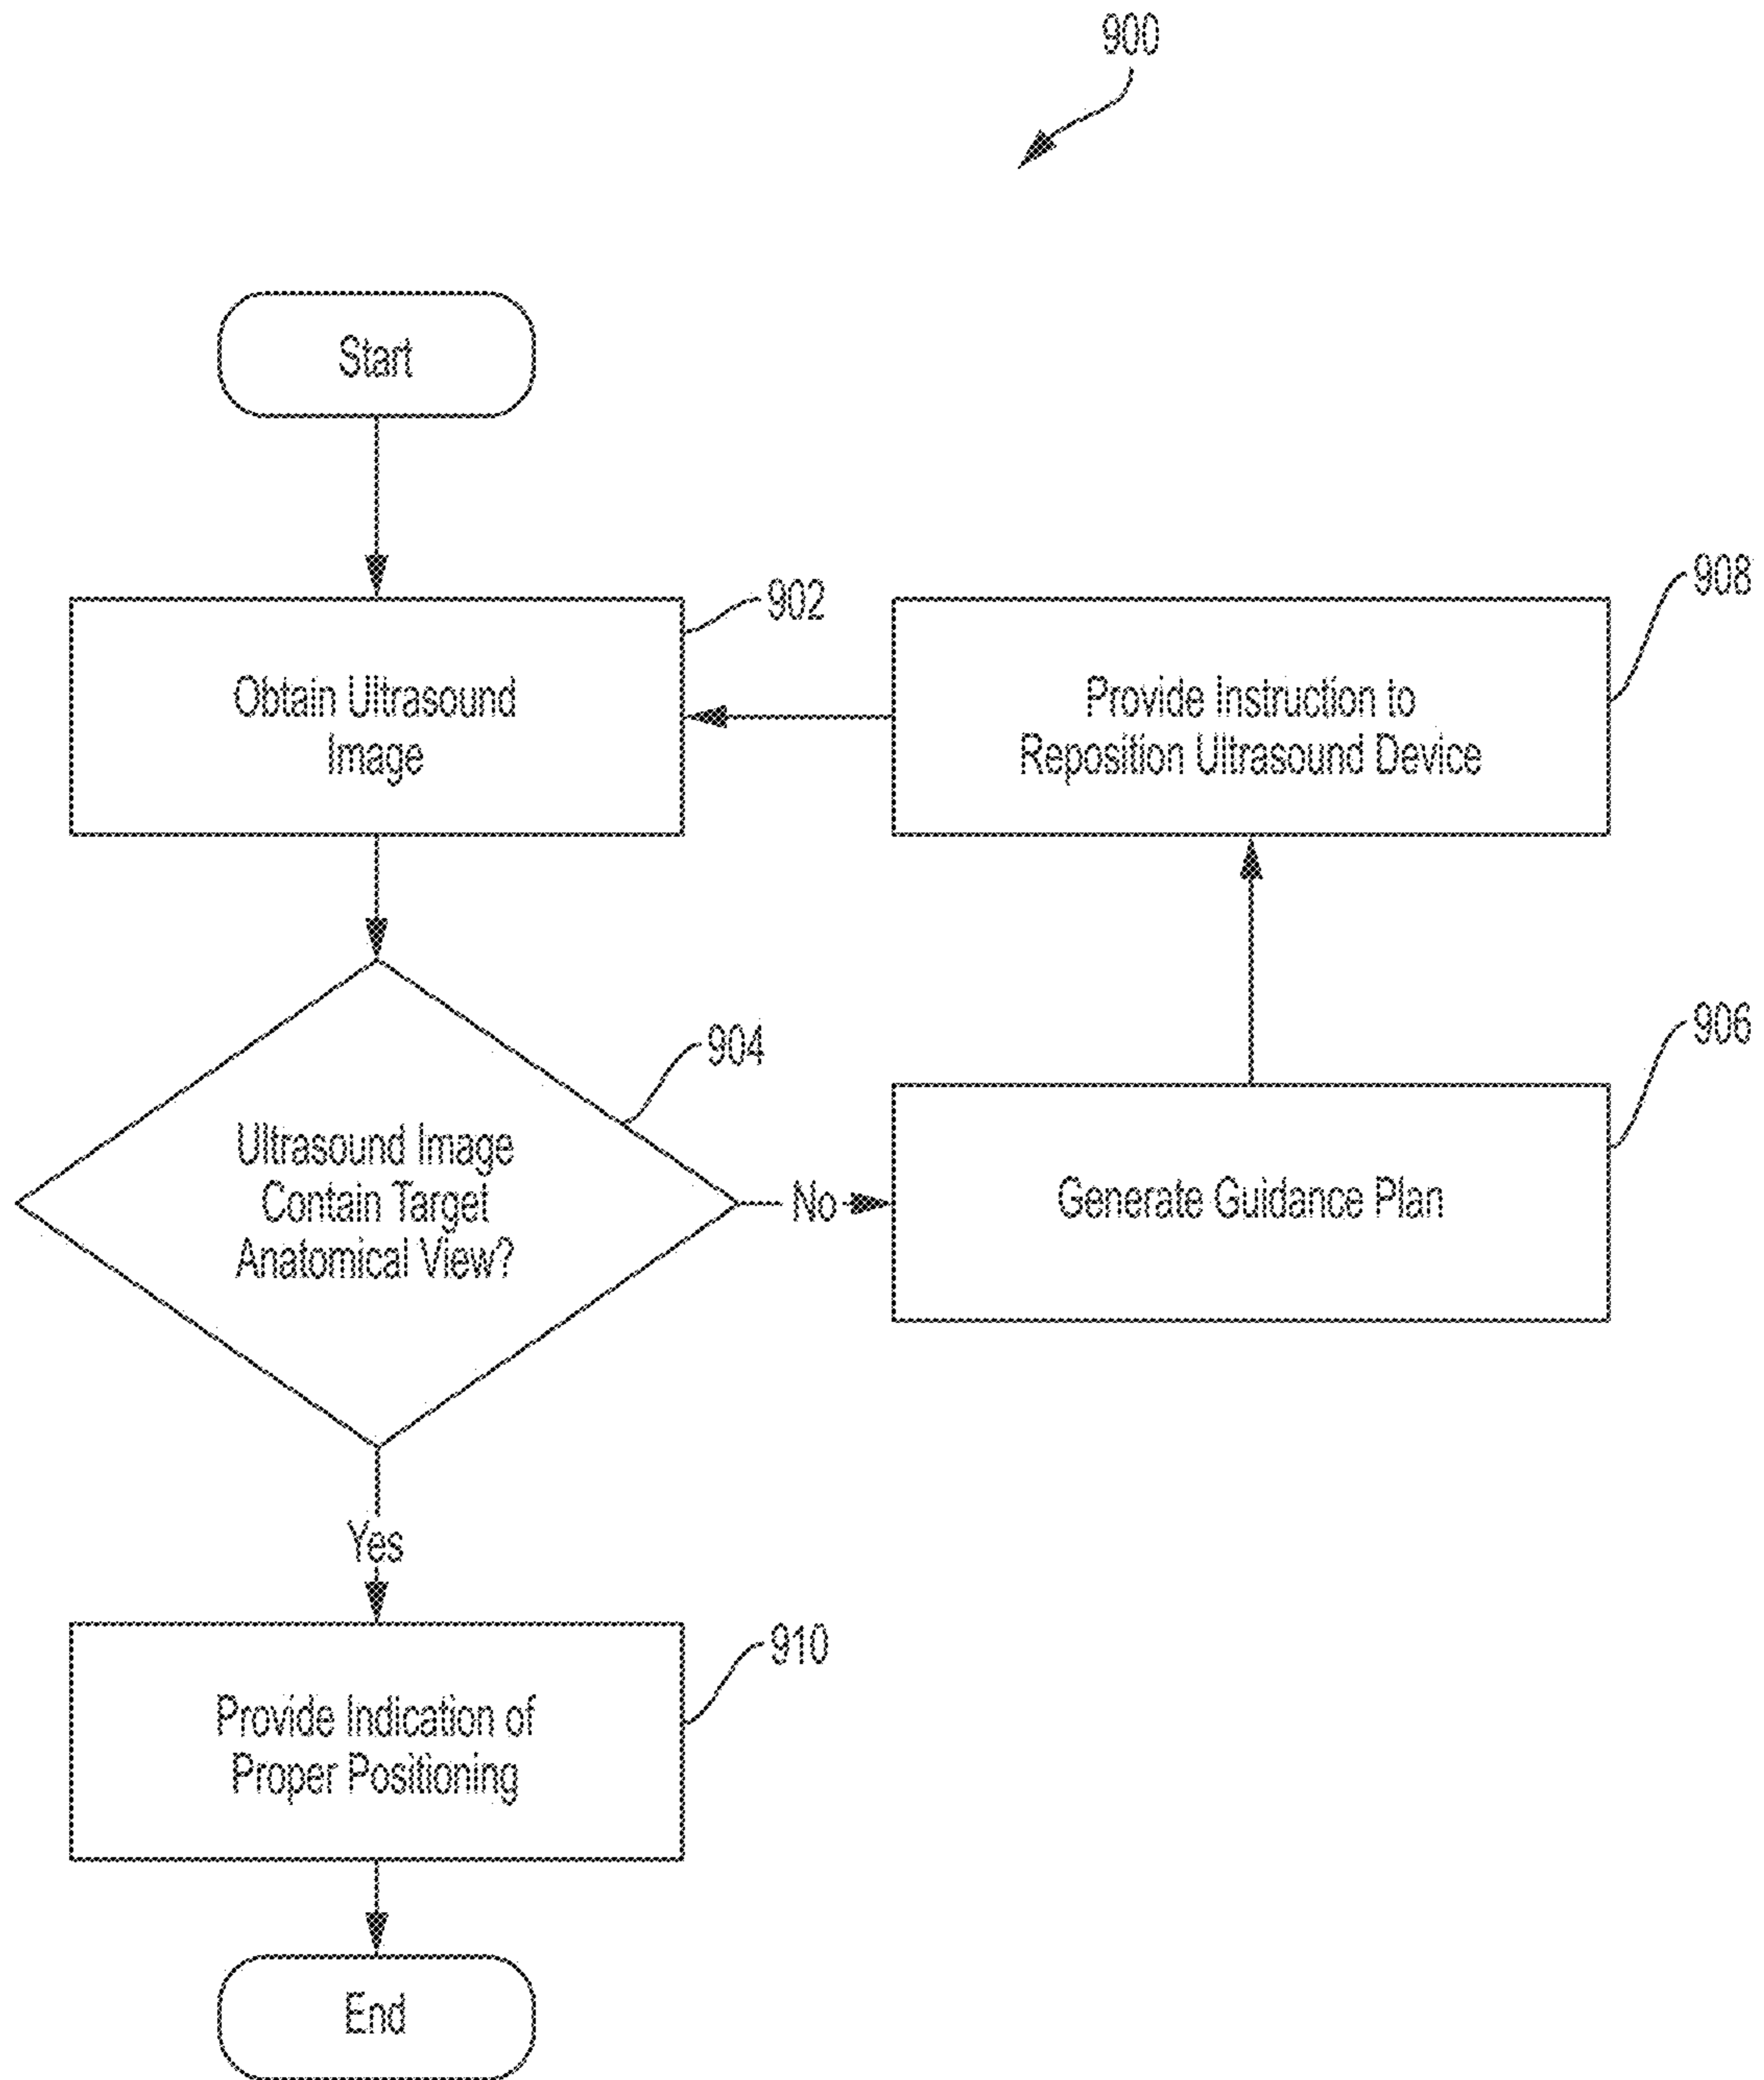 900
Start
902
Obtain Ultrasound
Image
908
Provide Instruction to
Reposition Ultrasound Device
904
Ultrasound Image
Contain Target
Anatomical View?
No
906
Generate Guidance Plan
Yes
910
Provide Indication of
Proper Positioning
End